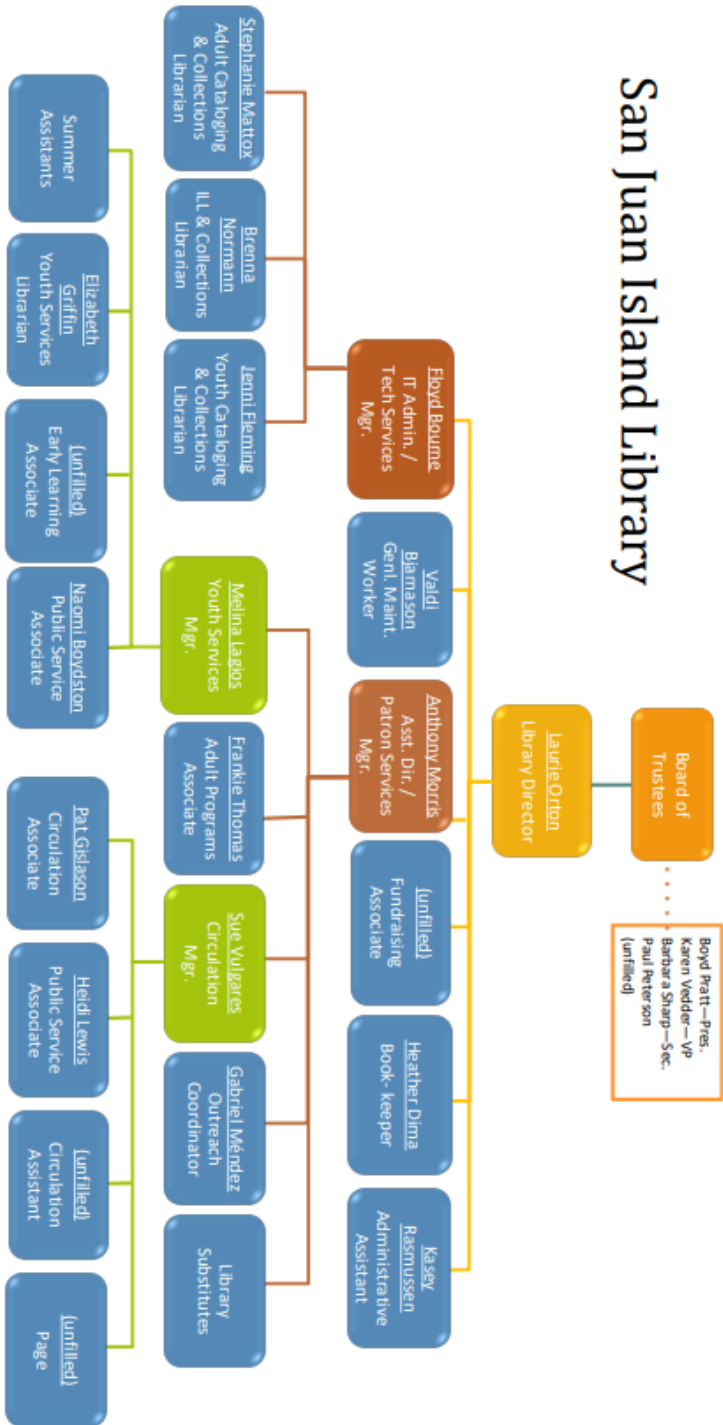 San Juan Island Library
Board of
Trustees
Boyd Pratt—Pres.
Karen Vedder—VP
Barbara Sharp—Sec.
Paul Peterson
(unfilled)
Laurie Orton
Library Director
Floyd Bourne
IT Admin./
Tech Services
Mgr.
Valdi
Bjarnason
Genl. Maint.
Worker
Anthony Morris
Asst. Dir./
Patron Services
Mgr.
(unfilled)
Fundraising
Associate
Heather Dima
Book- keeper
Kasey
Rasmussen
Administrative
Assistant
Stephanie Mattox
Adult Cataloging
& Collections
Librarian
Brenna
Normann
ILL & Collections
Librarian
Jenni Fleming
Youth Cataloging
& Collections
Librarian
Melina Lagios
Youth Services
Mgr.
Frankie Thomas
Adult Programs
Associate
Sue Vulgares
Circulation
Mgr.
Gabriel Méndez
Outreach
Coordinator
Library
Substitutes
Summer
Assistants
Elizabeth
Griffin
Youth Services
Librarian
(unfilled)
Early Learning
Associate
Naomi Boydston
Public Service
Associate
Pat Gislason
Circulation
Associate
Heidi Lewis
Public Service
Associate
(unfilled)
Circulation
Assistant
(unfilled)
Page